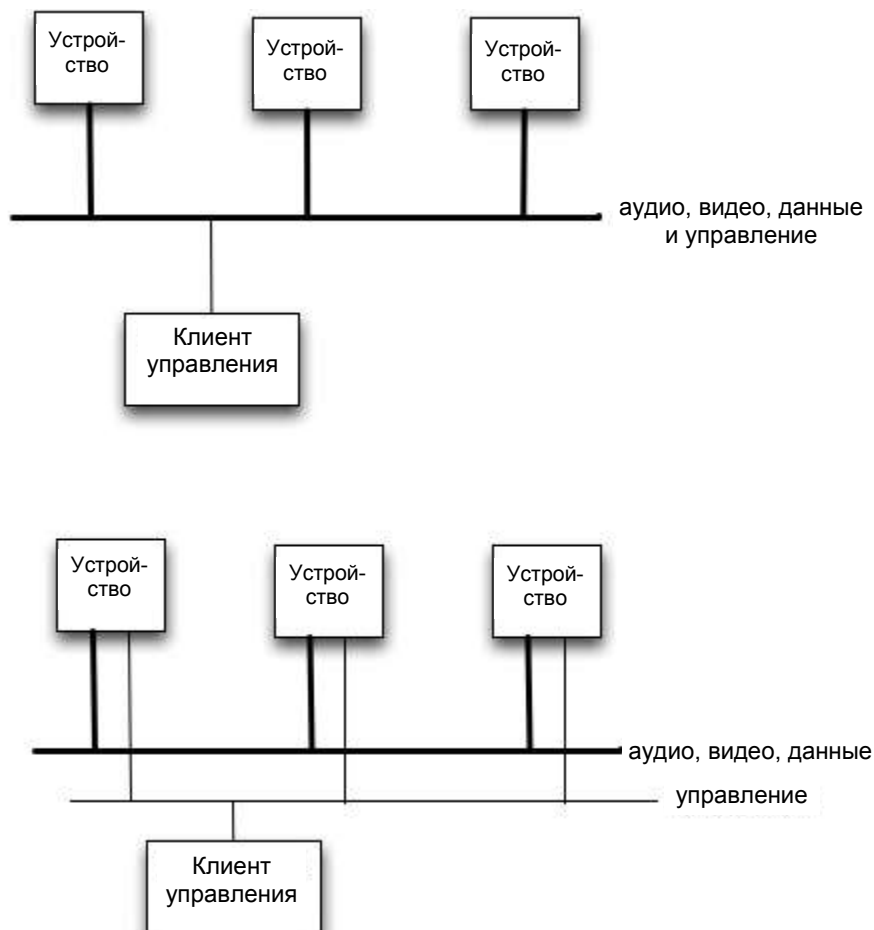 Устрой-
ство
Устрой-
ство
Устрой-
ство
аудио, видео, данные
и управление
Клиент
управления
Устрой-
ство
Устрой-
ство
Устрой-
ство
аудио, видео, данные
управление
Клиент
управления